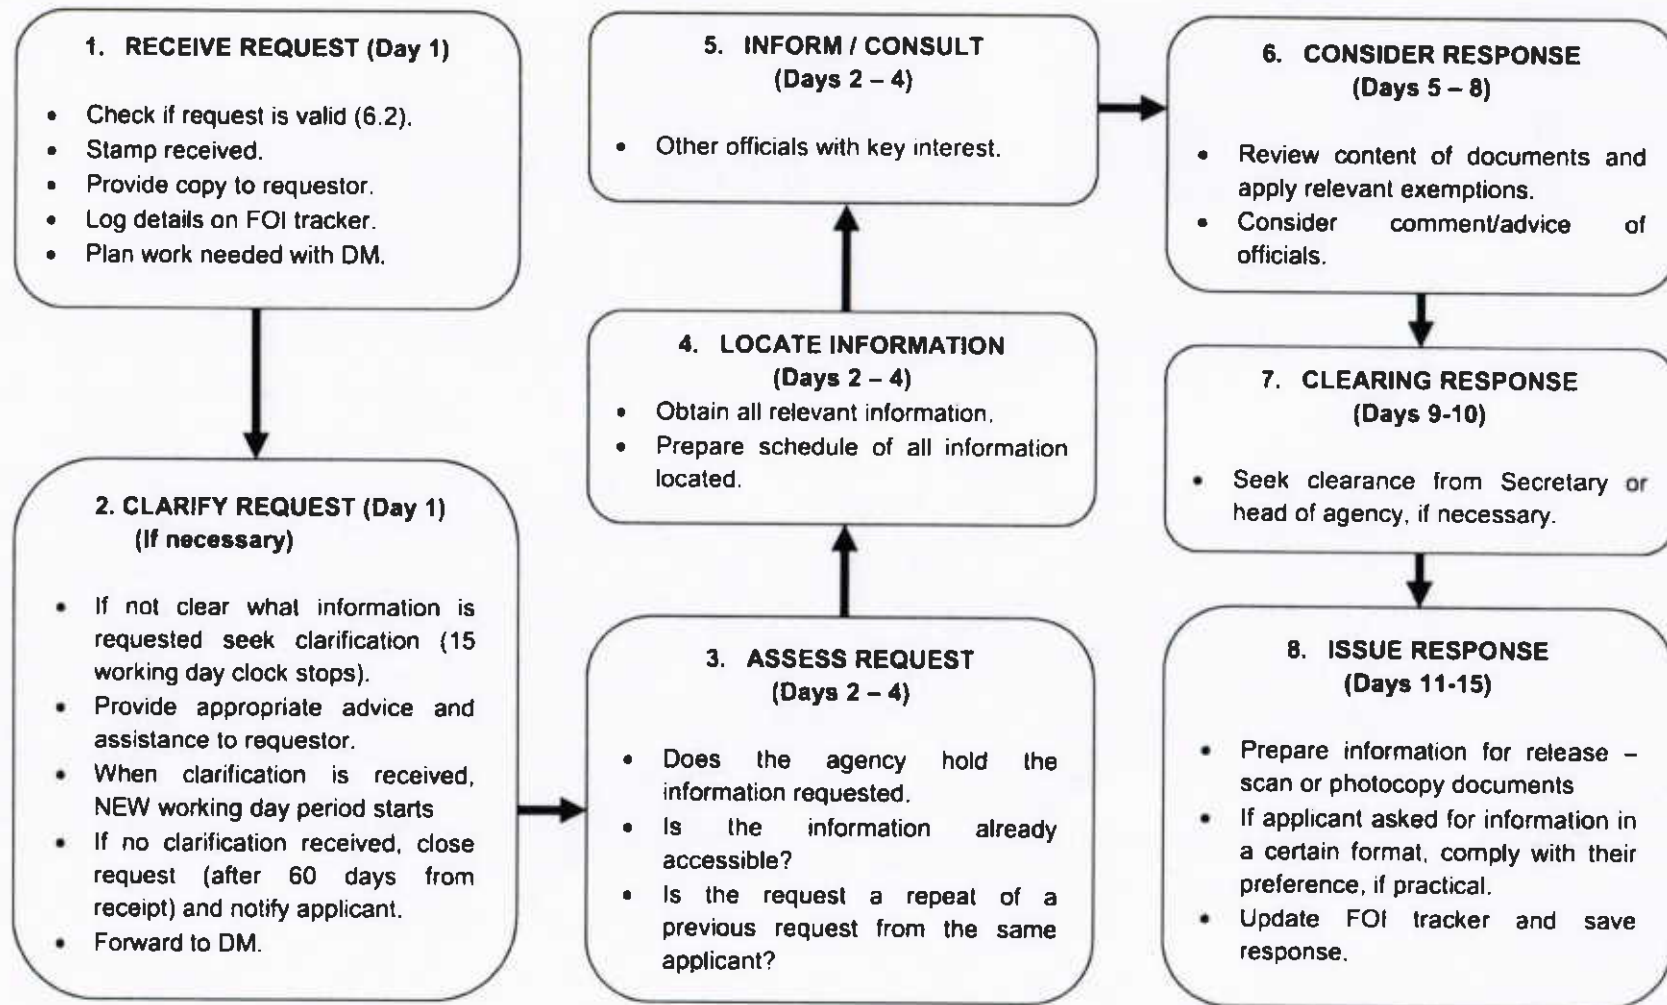 1. RECEIVE REQUEST (Day 1)
• Check if request is valid (6.2).
• Stamp received.
• Provide copy to requestor.
• Log details on FOI tracker.
• Plan work needed with DM.
2. CLARIFY REQUEST (Day 1)
(If necessary)
• If not clear what information is
requested seek clarification (15
working day clock stops).
• Provide appropriate advice and
assistance to requestor.
• When clarification is received,
NEW working day period starts
• If no clarification received, close
request (after 60 days from
receipt) and notify applicant.
• Forward to DM.
3. ASSESS REQUEST
(Days 2 – 4)
• Does the agency hold the
information requested.
• Is the information already
accessible?
• Is the request a repeat of a
previous request from the same
applicant?
4. LOCATE INFORMATION
(Days 2 – 4)
• Obtain all relevant information.
• Prepare schedule of all information
located.
5. INFORM / CONSULT
(Days 2 – 4)
• Other officials with key interest.
6. CONSIDER RESPONSE
(Days 5 – 8)
• Review content of documents and
apply relevant exemptions.
• Consider comment/advice of
officials.
7. CLEARING RESPONSE
(Days 9-10)
• Seek clearance from Secretary or
head of agency, if necessary.
8. ISSUE RESPONSE
(Days 11-15)
• Prepare information for release –
scan or photocopy documents
• If applicant asked for information in
a certain format, comply with their
preference, if practical.
• Update FOI tracker and save
response.